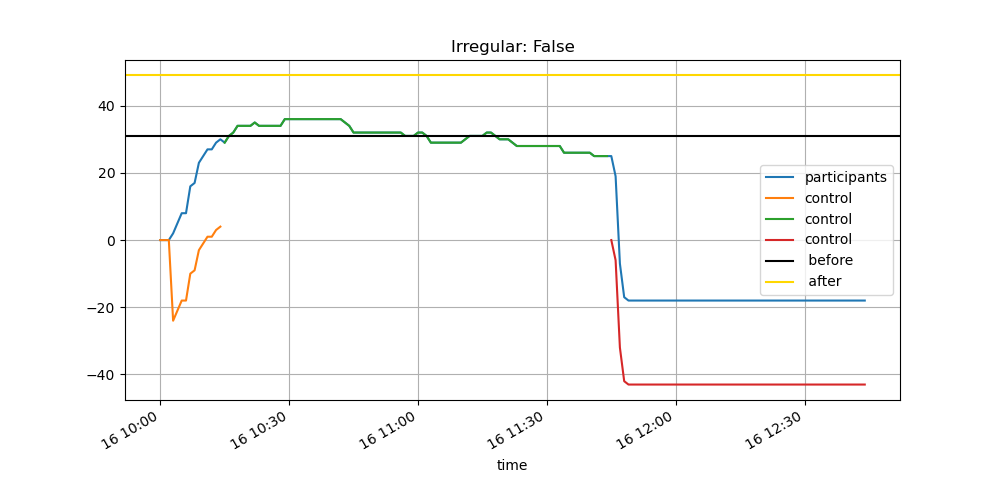 Irregular: False
40
20
0
−20
−40
participants
control
control
control
before
after
16 10:00
16 10:30
16 11:00
16 11:30
16 12:00
16 12:30
time